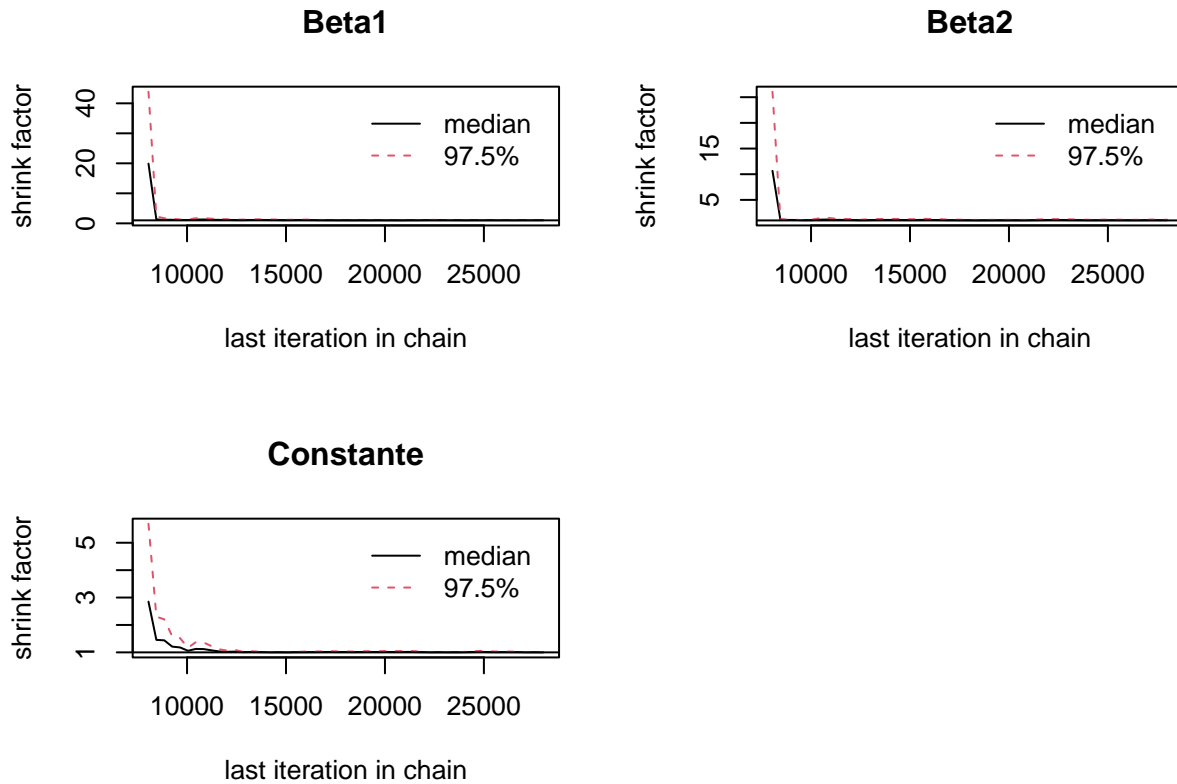 Beta1
shrink factor
0
20
40
median
97.5%
10000 15000 20000 25000
last iteration in chain
Beta2
shrink factor
5
15
median
97.5%
10000 15000 20000 25000
last iteration in chain
Constante
shrink factor
1
3
5
median
97.5%
10000 15000 20000 25000
last iteration in chain